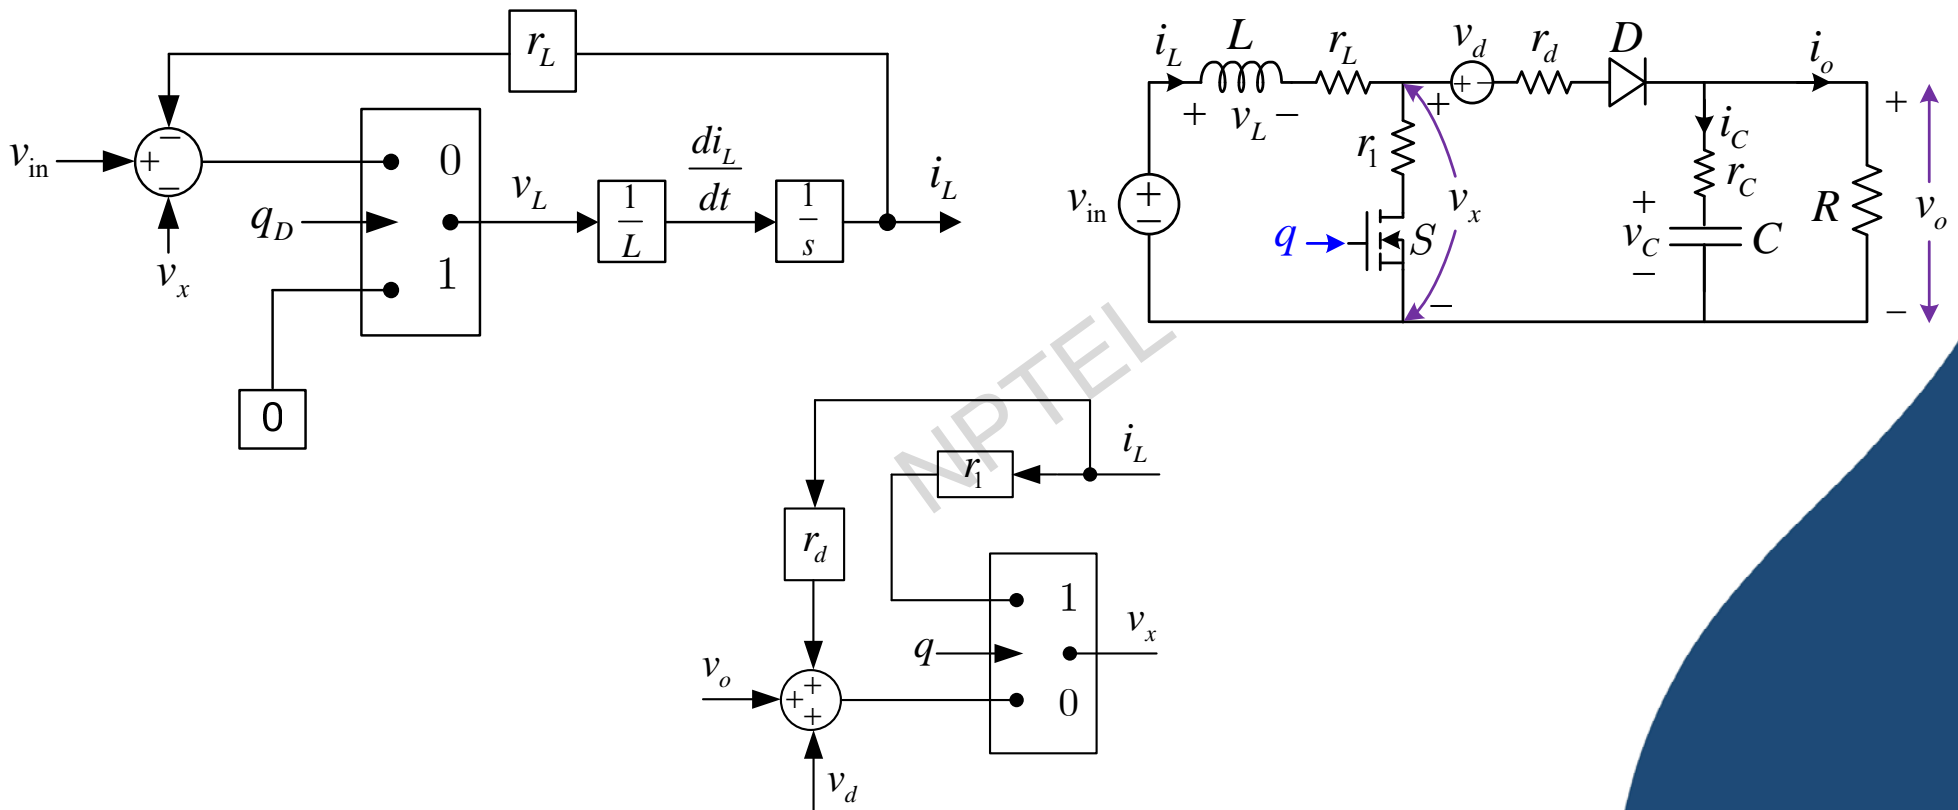 r_L
v_in
+
−
−
v_x
q_D
0
1
0
v_L
1/L
di_L/dt
1/s
i_L
i_L
L
r_L
v_d
r_d
D
i_o
+ v_L −
+ −
+
r_1
v_x
−
v_in
+
−
q
S
i_C
r_C
+
v_C
−
C
R
+
v_o
−
NPTEL
i_L
r_1
r_d
q
1
0
v_x
v_o
+
+
+
v_d